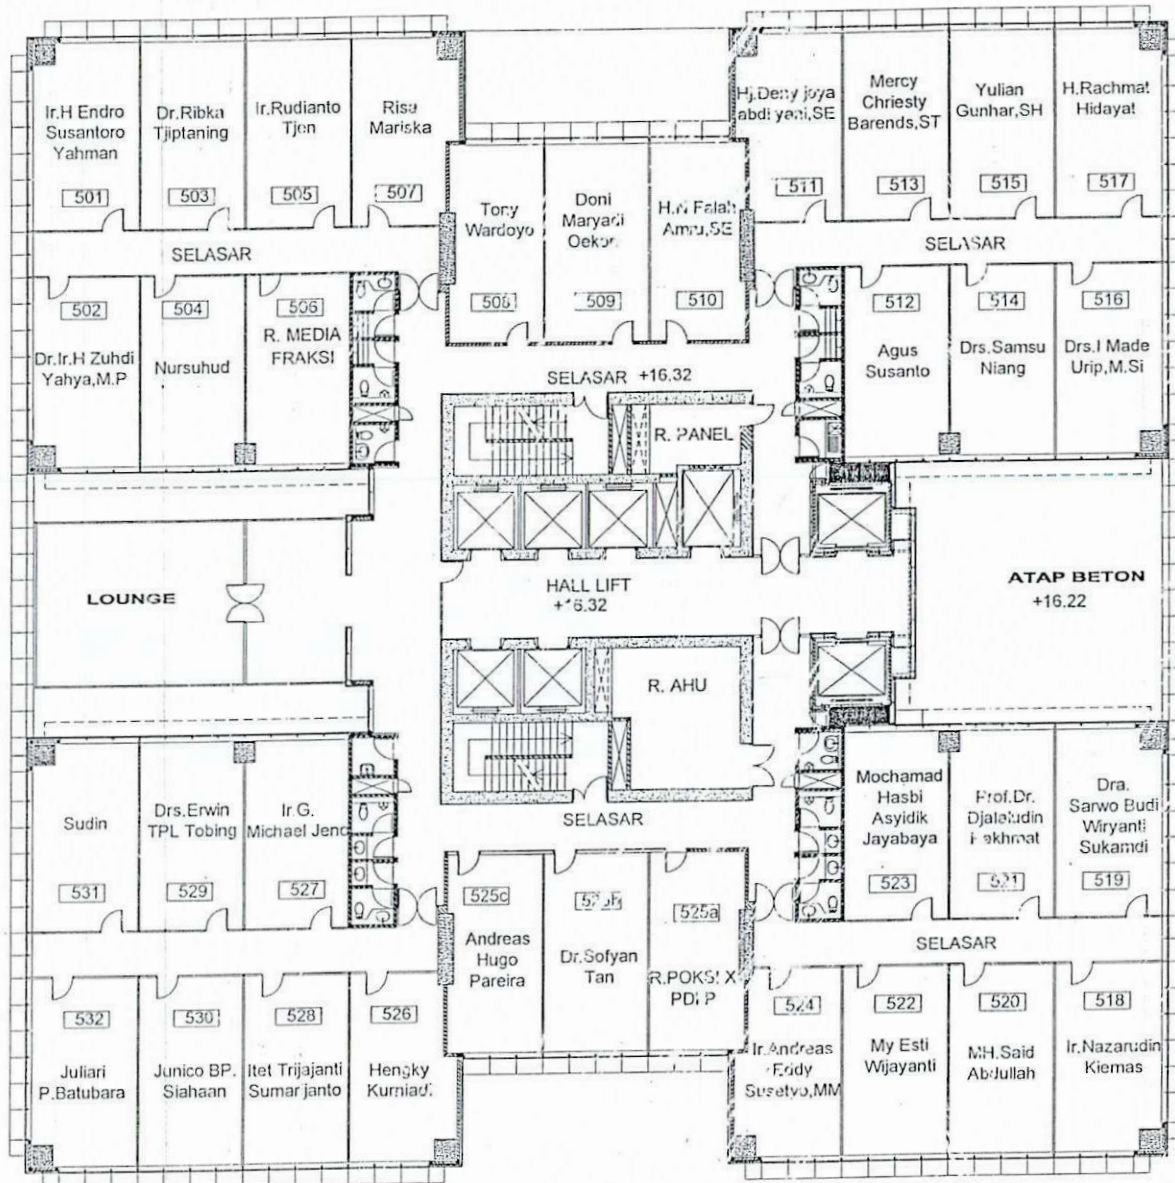 Ir.H Endro
Susantoro
Yahman
501
Dr.Ribka
Tjiptaning
503
Ir.Rudianto
Tjen
505
Risa
Mariska
507
SELASAR
502
Dr.Ir.H Zuhdi
Yahya,M.P
504
Nursuhud
506
R. MEDIA
FRAKSI
Tony
Wardoyo
508
Doni
Maryadi
Oekon
509
H.N Falah
Amru,SE
510
SELASAR +16.32
Hj.Deny joya
abdi yani,SE
511
Mercy
Chriesty
Barends,ST
513
Yulian
Gunhar,SH
515
H.Rachmat
Hidayat
517
SELASAR
512
Agus
Susanto
514
Drs.Samsu
Niang
516
Drs.I Made
Urip,M.Si
R. PANEL
LOUNGE
HALL LIFT
+16.32
ATAP BETON
+16.22
R. AHU
SELASAR
Sudin
531
Drs.Erwin
TPL Tobing
529
Ir.G.
Michael Jeno
527
SELASAR
532
Juliari
P.Batubara
530
Junico BP.
Siahaan
528
Itet Trijajanti
Sumarijanto
526
Hengky
Kurniadi
525c
Andreas
Hugo
Pareira
525b
Dr.Sofyan
Tan
525a
R.POKSI X
PDI P
Mochamad
Hasbi
Asyidik
Jayabaya
523
Prof.Dr.
Djalaludin
Rakhmat
521
Dra.
Sarwo Budi
Wiryanti
Sukamdi
519
SELASAR
524
Ir.Andreas
Eddy
Susetyo,MM
522
My Esti
Wijayanti
520
MH.Said
Abdullah
518
Ir.Nazarudin
Kiemas